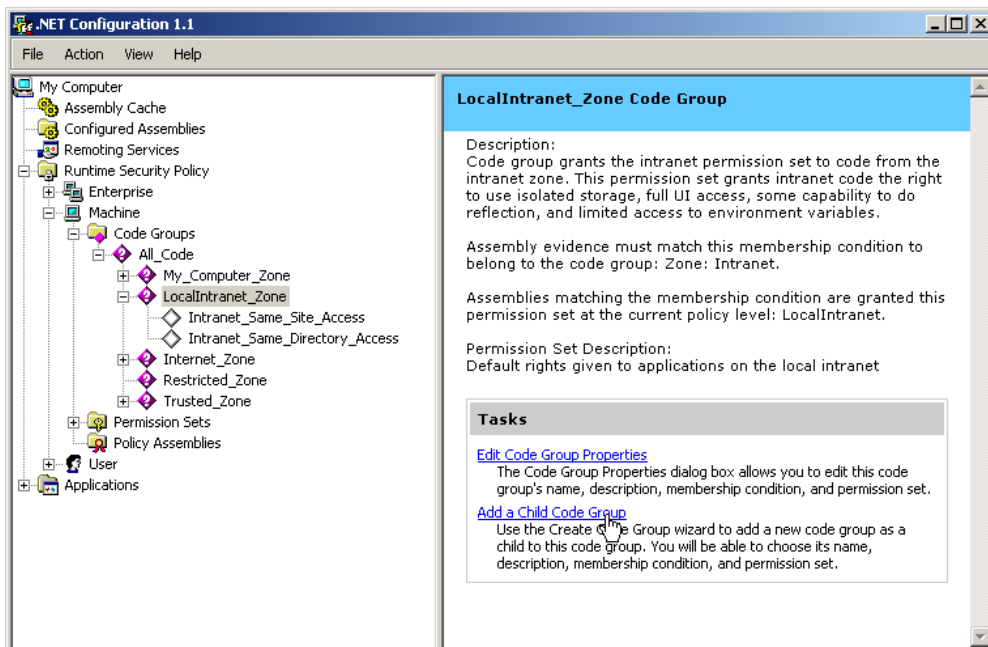 .NET Configuration 1.1
File Action View Help
My Computer
Assembly Cache
Configured Assemblies
Remoting Services
Runtime Security Policy
Enterprise
Machine
Code Groups
All_Code
My_Computer_Zone
LocalIntranet_Zone
Intranet_Same_Site_Access
Intranet_Same_Directory_Access
Internet_Zone
Restricted_Zone
Trusted_Zone
Permission Sets
Policy Assemblies
User
Applications
LocalIntranet_Zone Code Group
Description:
Code group grants the intranet permission set to code from the
intranet zone. This permission set grants intranet code the right
to use isolated storage, full UI access, some capability to do
reflection, and limited access to environment variables.
Assembly evidence must match this membership condition to
belong to the code group: Zone: Intranet.
Assemblies matching the membership condition are granted this
permission set at the current policy level: LocalIntranet.
Permission Set Description:
Default rights given to applications on the local intranet
Tasks
Edit Code Group Properties
The Code Group Properties dialog box allows you to edit this code
group's name, description, membership condition, and permission set.
Add a Child Code Group
Use the Create Code Group wizard to add a new code group as a
child to this code group. You will be able to choose its name,
description, membership condition, and permission set.